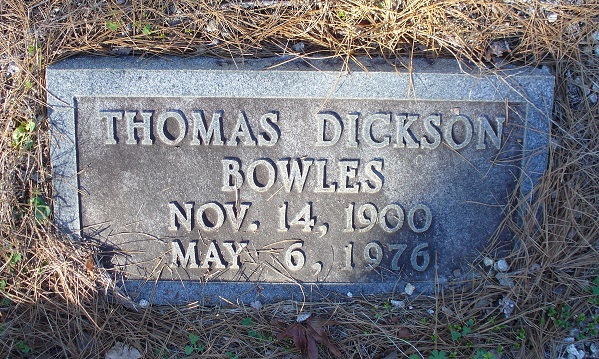 THOMAS DICKSON
BOWLES
NOV. 14, 1900
MAY 6, 1976